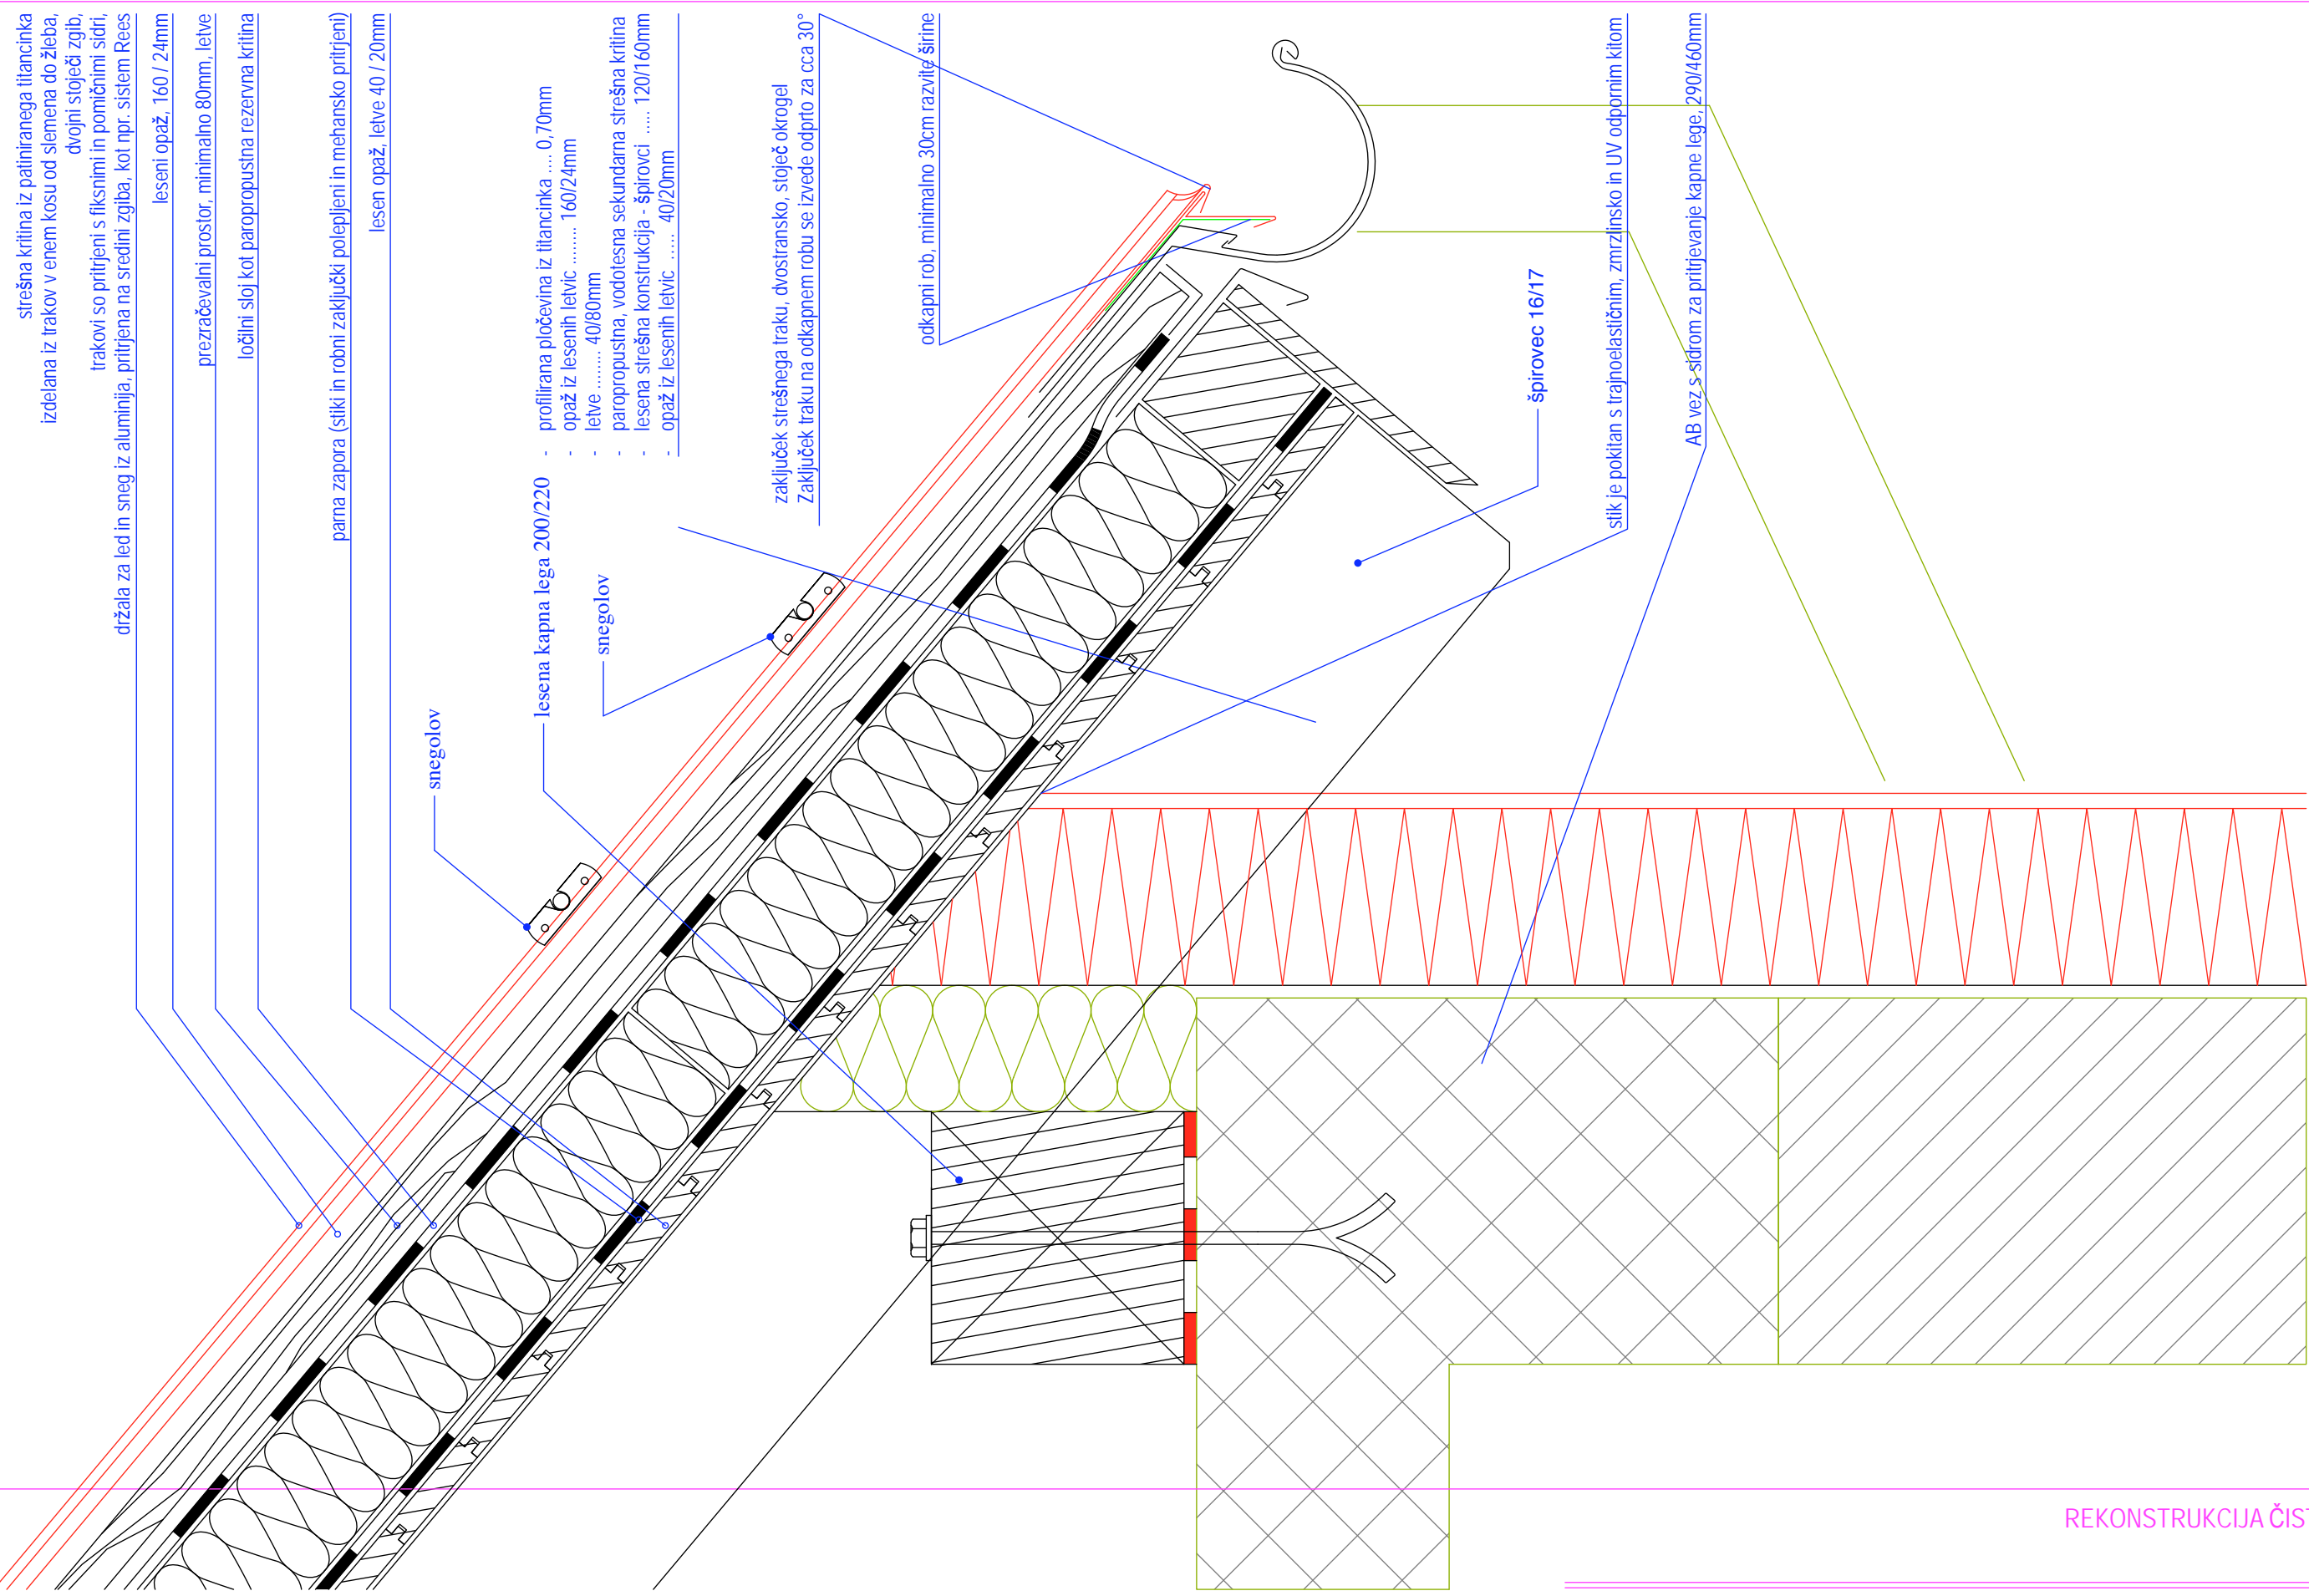 strešna kritina iz patiniranega titancinka
izdelana iz trakov v enem kosu od slemena do žleba,
dvojni stoječi zgib,
trakovi so pritrjeni s fiksnimi in pomičnimi sidri,
držala za led in sneg iz aluminija, pritrjena na sredini zgiba, kot npr. sistem Rees
leseni opaž, 160 / 24mm
prezračevalni prostor, minimalno 80mm, letve
ločilni sloj kot paropropustna rezervna kritina
parna zapora (stiki in robni zaključki polepljeni in mehansko pritrjeni)
lesen opaž, letve 40 / 20mm
snegolov
lesena kapna lega 200/220
snegolov
- profilirana pločevina iz titancinka .... 0,70mm
- opaž iz lesenih letvic ......... 160/24mm
- letve ........ 40/80mm
- paropropustna, vodotesna sekundarna strešna kritina
- lesena strešna konstrukcija - špirovci ..... 120/160mm
- opaž iz lesenih letvic ..... 40/20mm
zaključek strešnega traku, dvostransko, stoječ okrogel
Zaključek traku na odkapnem robu se izvede odprto za cca 30°
odkapni rob, minimalno 30cm razvite širine
špirovec 16/17
stik je pokitan s trajnoelastičnim, zmrzlinsko in UV odpornim kitom
AB vez s sidrom za pritrjevanje kapne lege, 290/460mm
REKONSTRUKCIJA ČIST